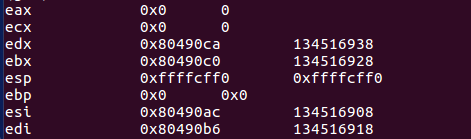 eax 0x0 0
ecx 0x0 0
edx 0x80490ca 134516938
ebx 0x80490c0 134516928
esp 0xffffcff0 0xffffcff0
ebp 0x0 0x0
esi 0x80490ac 134516908
edi 0x80490b6 134516918